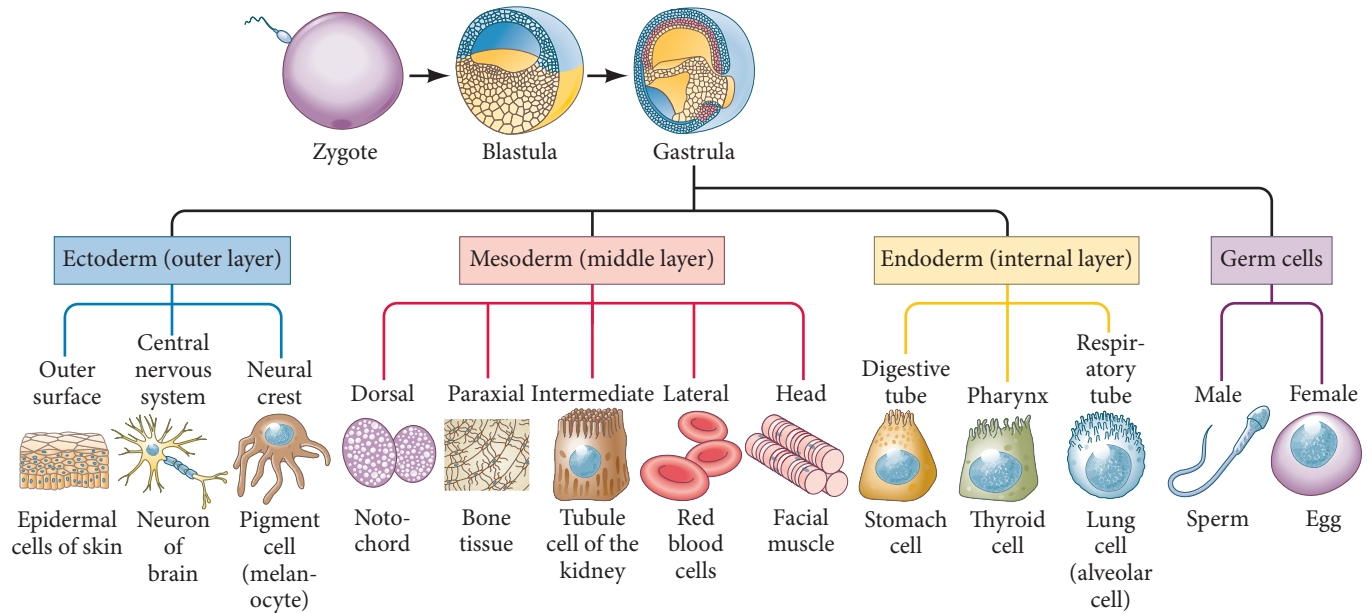 Zygote
Blastula
Gastrula
Ectoderm (outer layer)
Mesoderm (middle layer)
Endoderm (internal layer)
Germ cells
Outer
surface
Central
nervous
system
Neural
crest
Dorsal
Paraxial
Intermediate
Lateral
Head
Digestive
tube
Pharynx
Respir-
atory
tube
Male
Female
Epidermal
cells of skin
Neuron
of
brain
Pigment
cell
(melan-
ocyte)
Noto-
chord
Bone
tissue
Tubule
cell of the
kidney
Red
blood
cells
Facial
muscle
Stomach
cell
Thyroid
cell
Lung
cell
(alveolar
cell)
Sperm
Egg